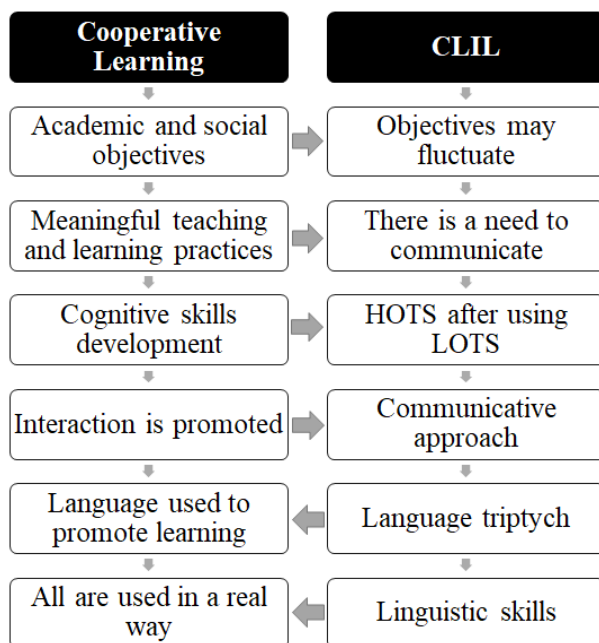 Cooperative
Learning
CLIL
Academic and social
objectives
Objectives may
fluctuate
Meaningful teaching
and learning practices
There is a need to
communicate
Cognitive skills
development
HOTS after using
LOTS
Interaction is promoted
Communicative
approach
Language used to
promote learning
Language triptych
All are used in a real
way
Linguistic skills